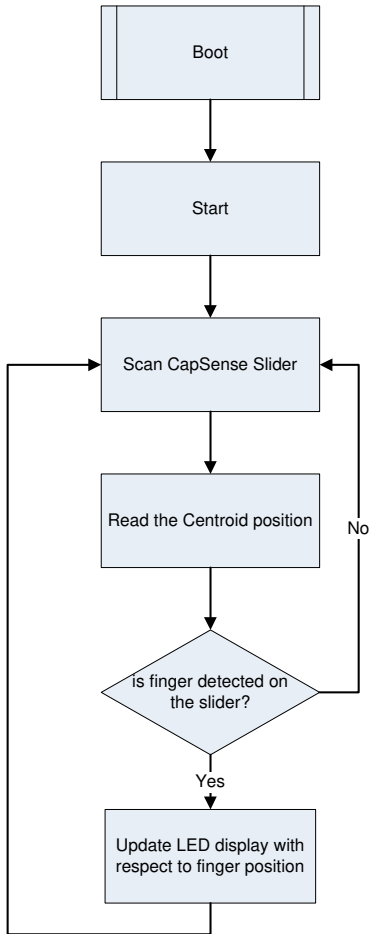 Boot
Start
Scan CapSense Slider
Read the Centroid position
is finger detected on
the slider?
No
Yes
Update LED display with
respect to finger position